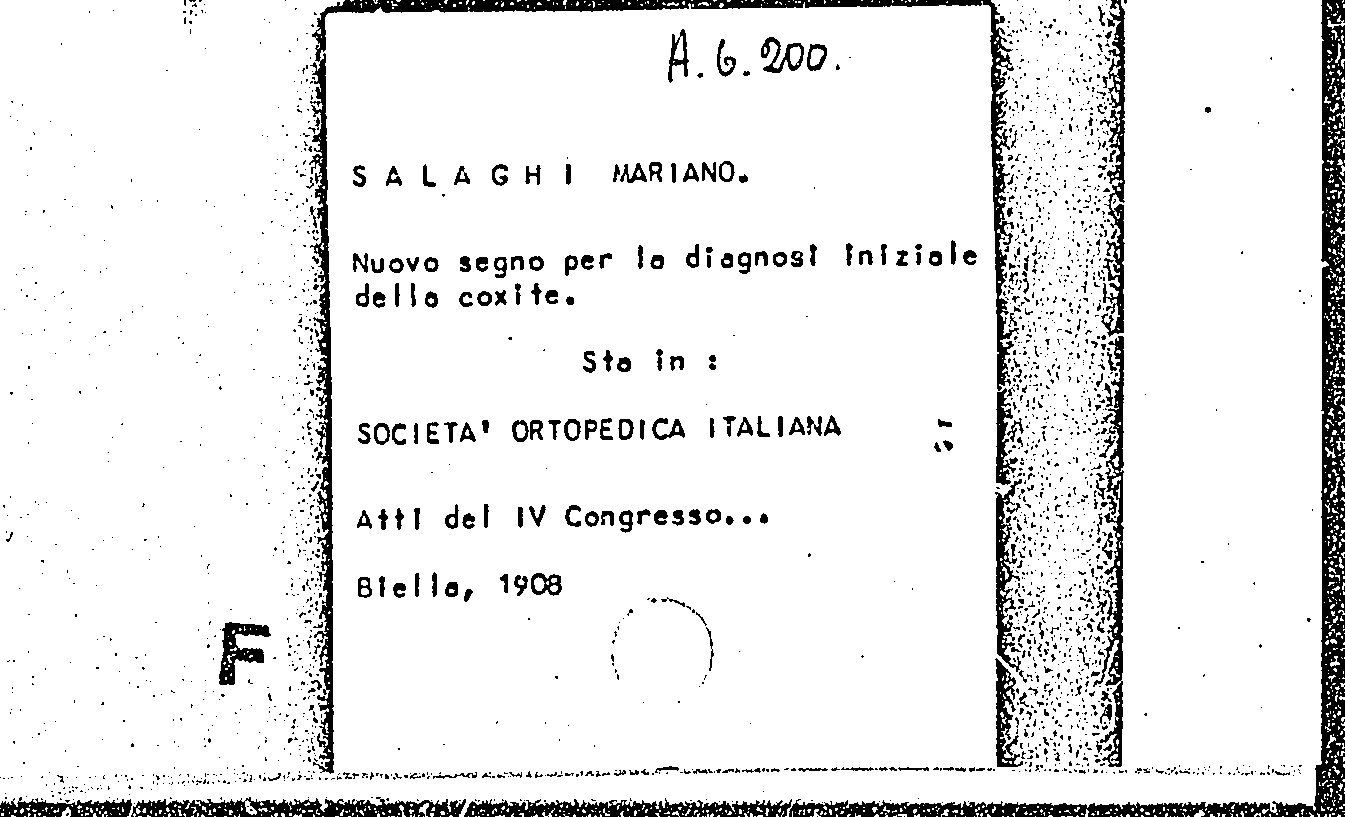 A.6.200.
S A L A G H I MARIANO.
Nuovo segno per la diagnosi iniziale
della coxite.
Sta in :
SOCIETA' ORTOPEDICA ITALIANA
Atti del IV Congresso...
Biella, 1908
F